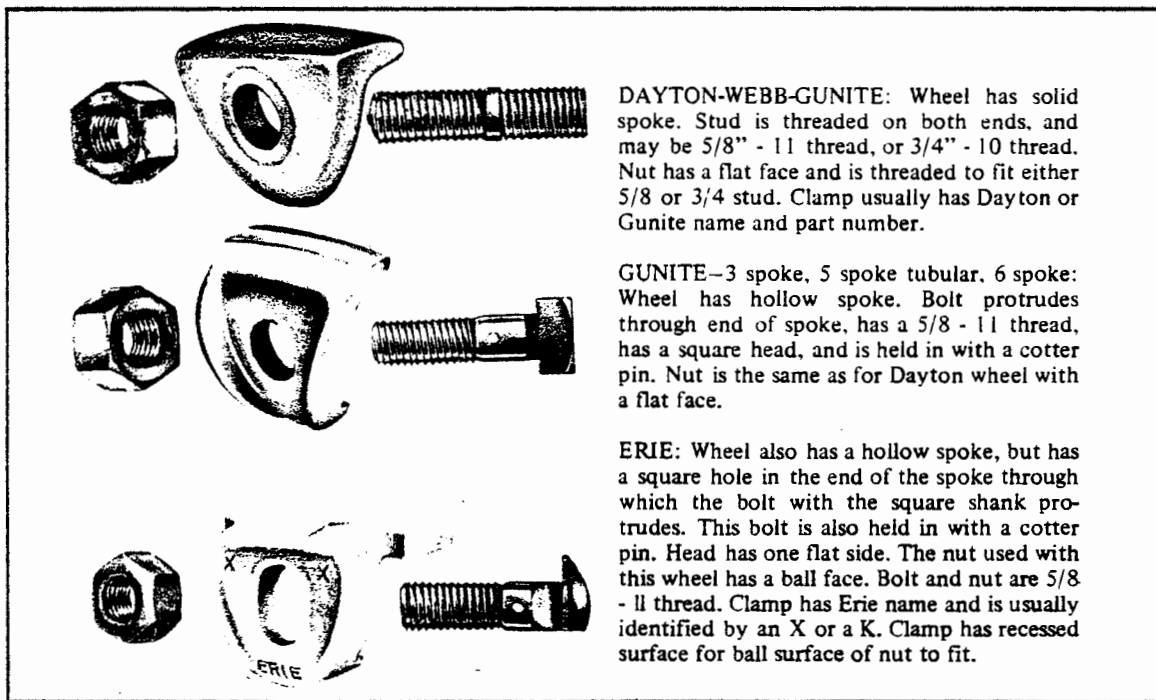 DAYTON-WEBB-GUNITE: Wheel has solid
spoke. Stud is threaded on both ends, and
may be 5/8" - 11 thread, or 3/4" - 10 thread.
Nut has a flat face and is threaded to fit either
5/8 or 3/4 stud. Clamp usually has Dayton or
Gunite name and part number.
GUNITE–3 spoke, 5 spoke tubular, 6 spoke:
Wheel has hollow spoke. Bolt protrudes
through end of spoke, has a 5/8 - 11 thread,
has a square head, and is held in with a cotter
pin. Nut is the same as for Dayton wheel with
a flat face.
X X
ERIE
ERIE: Wheel also has a hollow spoke, but has
a square hole in the end of the spoke through
which the bolt with the square shank pro-
trudes. This bolt is also held in with a cotter
pin. Head has one flat side. The nut used with
this wheel has a ball face. Bolt and nut are 5/8
- 11 thread. Clamp has Erie name and is usually
identified by an X or a K. Clamp has recessed
surface for ball surface of nut to fit.